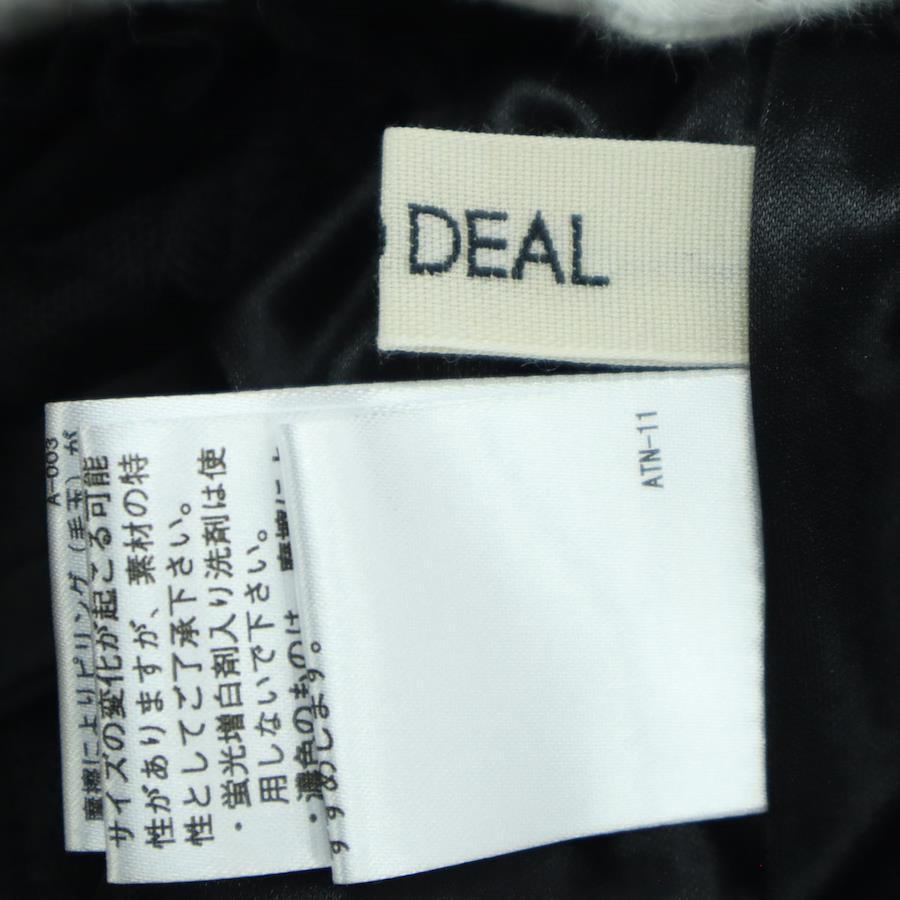 DEAL
ATN-11
A-003
摩擦によりピリング(毛玉)が
サイズの変化が起こる可能
性がありますが、素材の特
性としてご了承下さい。
・蛍光増白剤入り洗剤は使
用しないで下さい。
・濃色のものは
します。